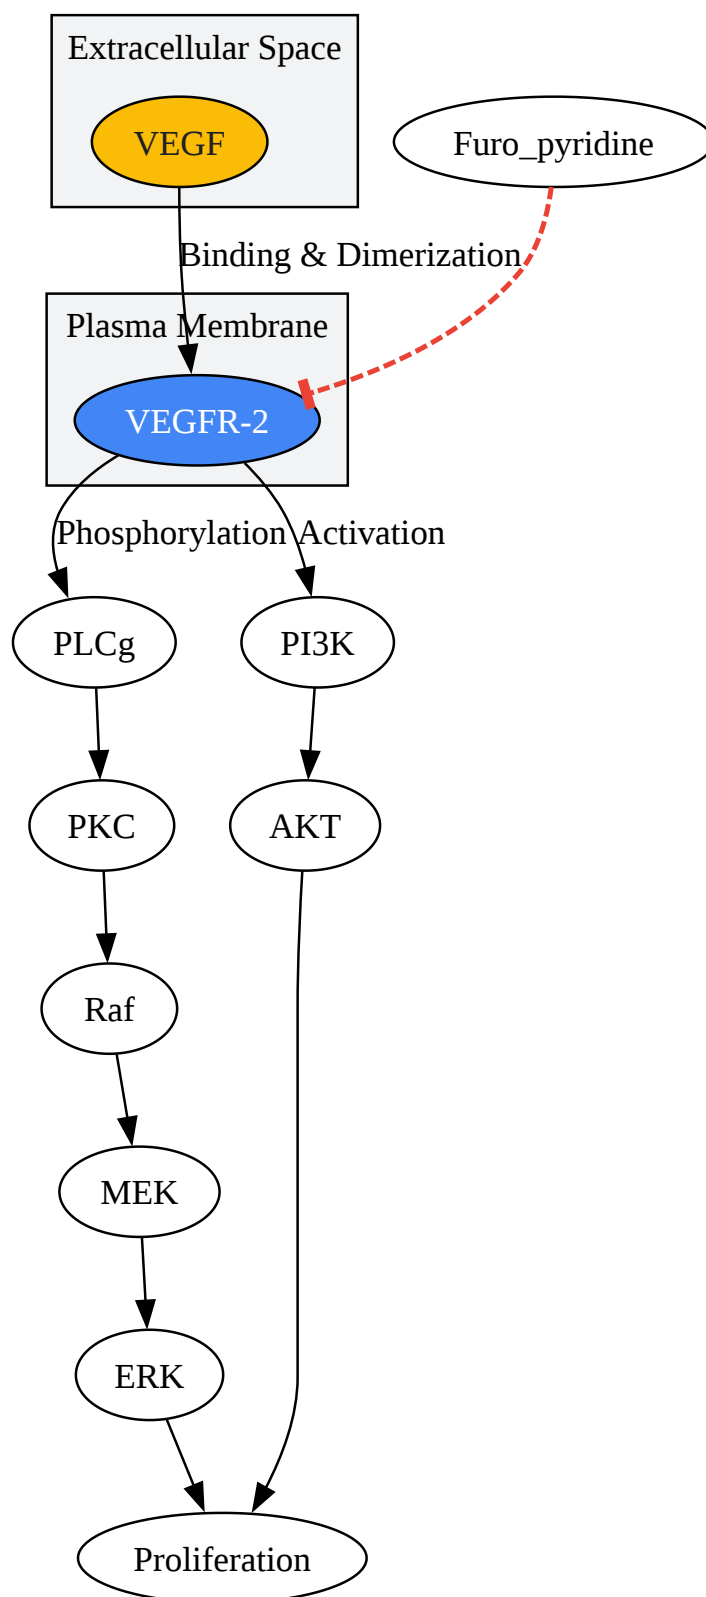 Extracellular Space
VEGF
Furo_pyridine
Binding & Dimerization
Plasma Membrane
VEGFR-2
Phosphorylation
Activation
PLCg
PI3K
PKC
AKT
Raf
MEK
ERK
Proliferation